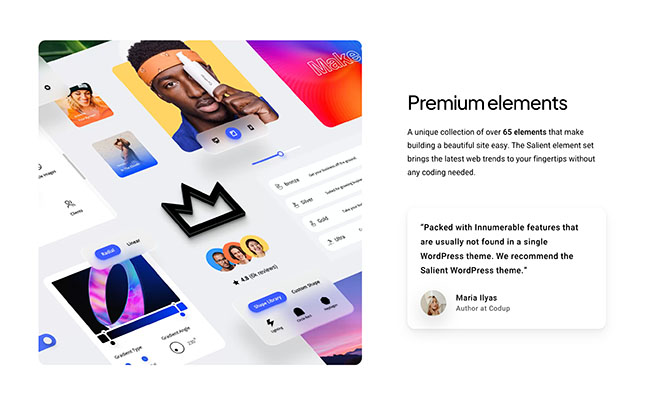 Premium elements
A unique collection of over 65 elements that make
building a beautiful site easy. The Salient element set
brings the latest web trends to your fingertips without
any coding needed.
“Packed with Innumerable features that
are usually not found in a single
WordPress theme. We recommend the
Salient WordPress theme.”
Maria Ilyas
Author at Codup
Make
Bronze
Silver
Gold
Ultra
Clients
Radial
Linear
4.8 (6k reviews)
Shape Library
Custom Shape
Lighting
Gradient Type
Gradient Angle